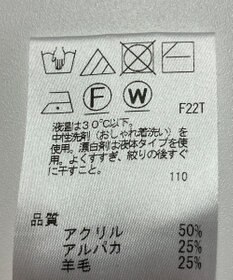 F W
F22T
液温は30℃以下。
中性洗剤(おしゃれ着洗い)を
使用。漂白剤は液体タイプを使
用。よくすすぎ、絞りの後すぐ
に干すこと。
110
品質
アクリル 50%
アルパカ 25%
羊毛 25%